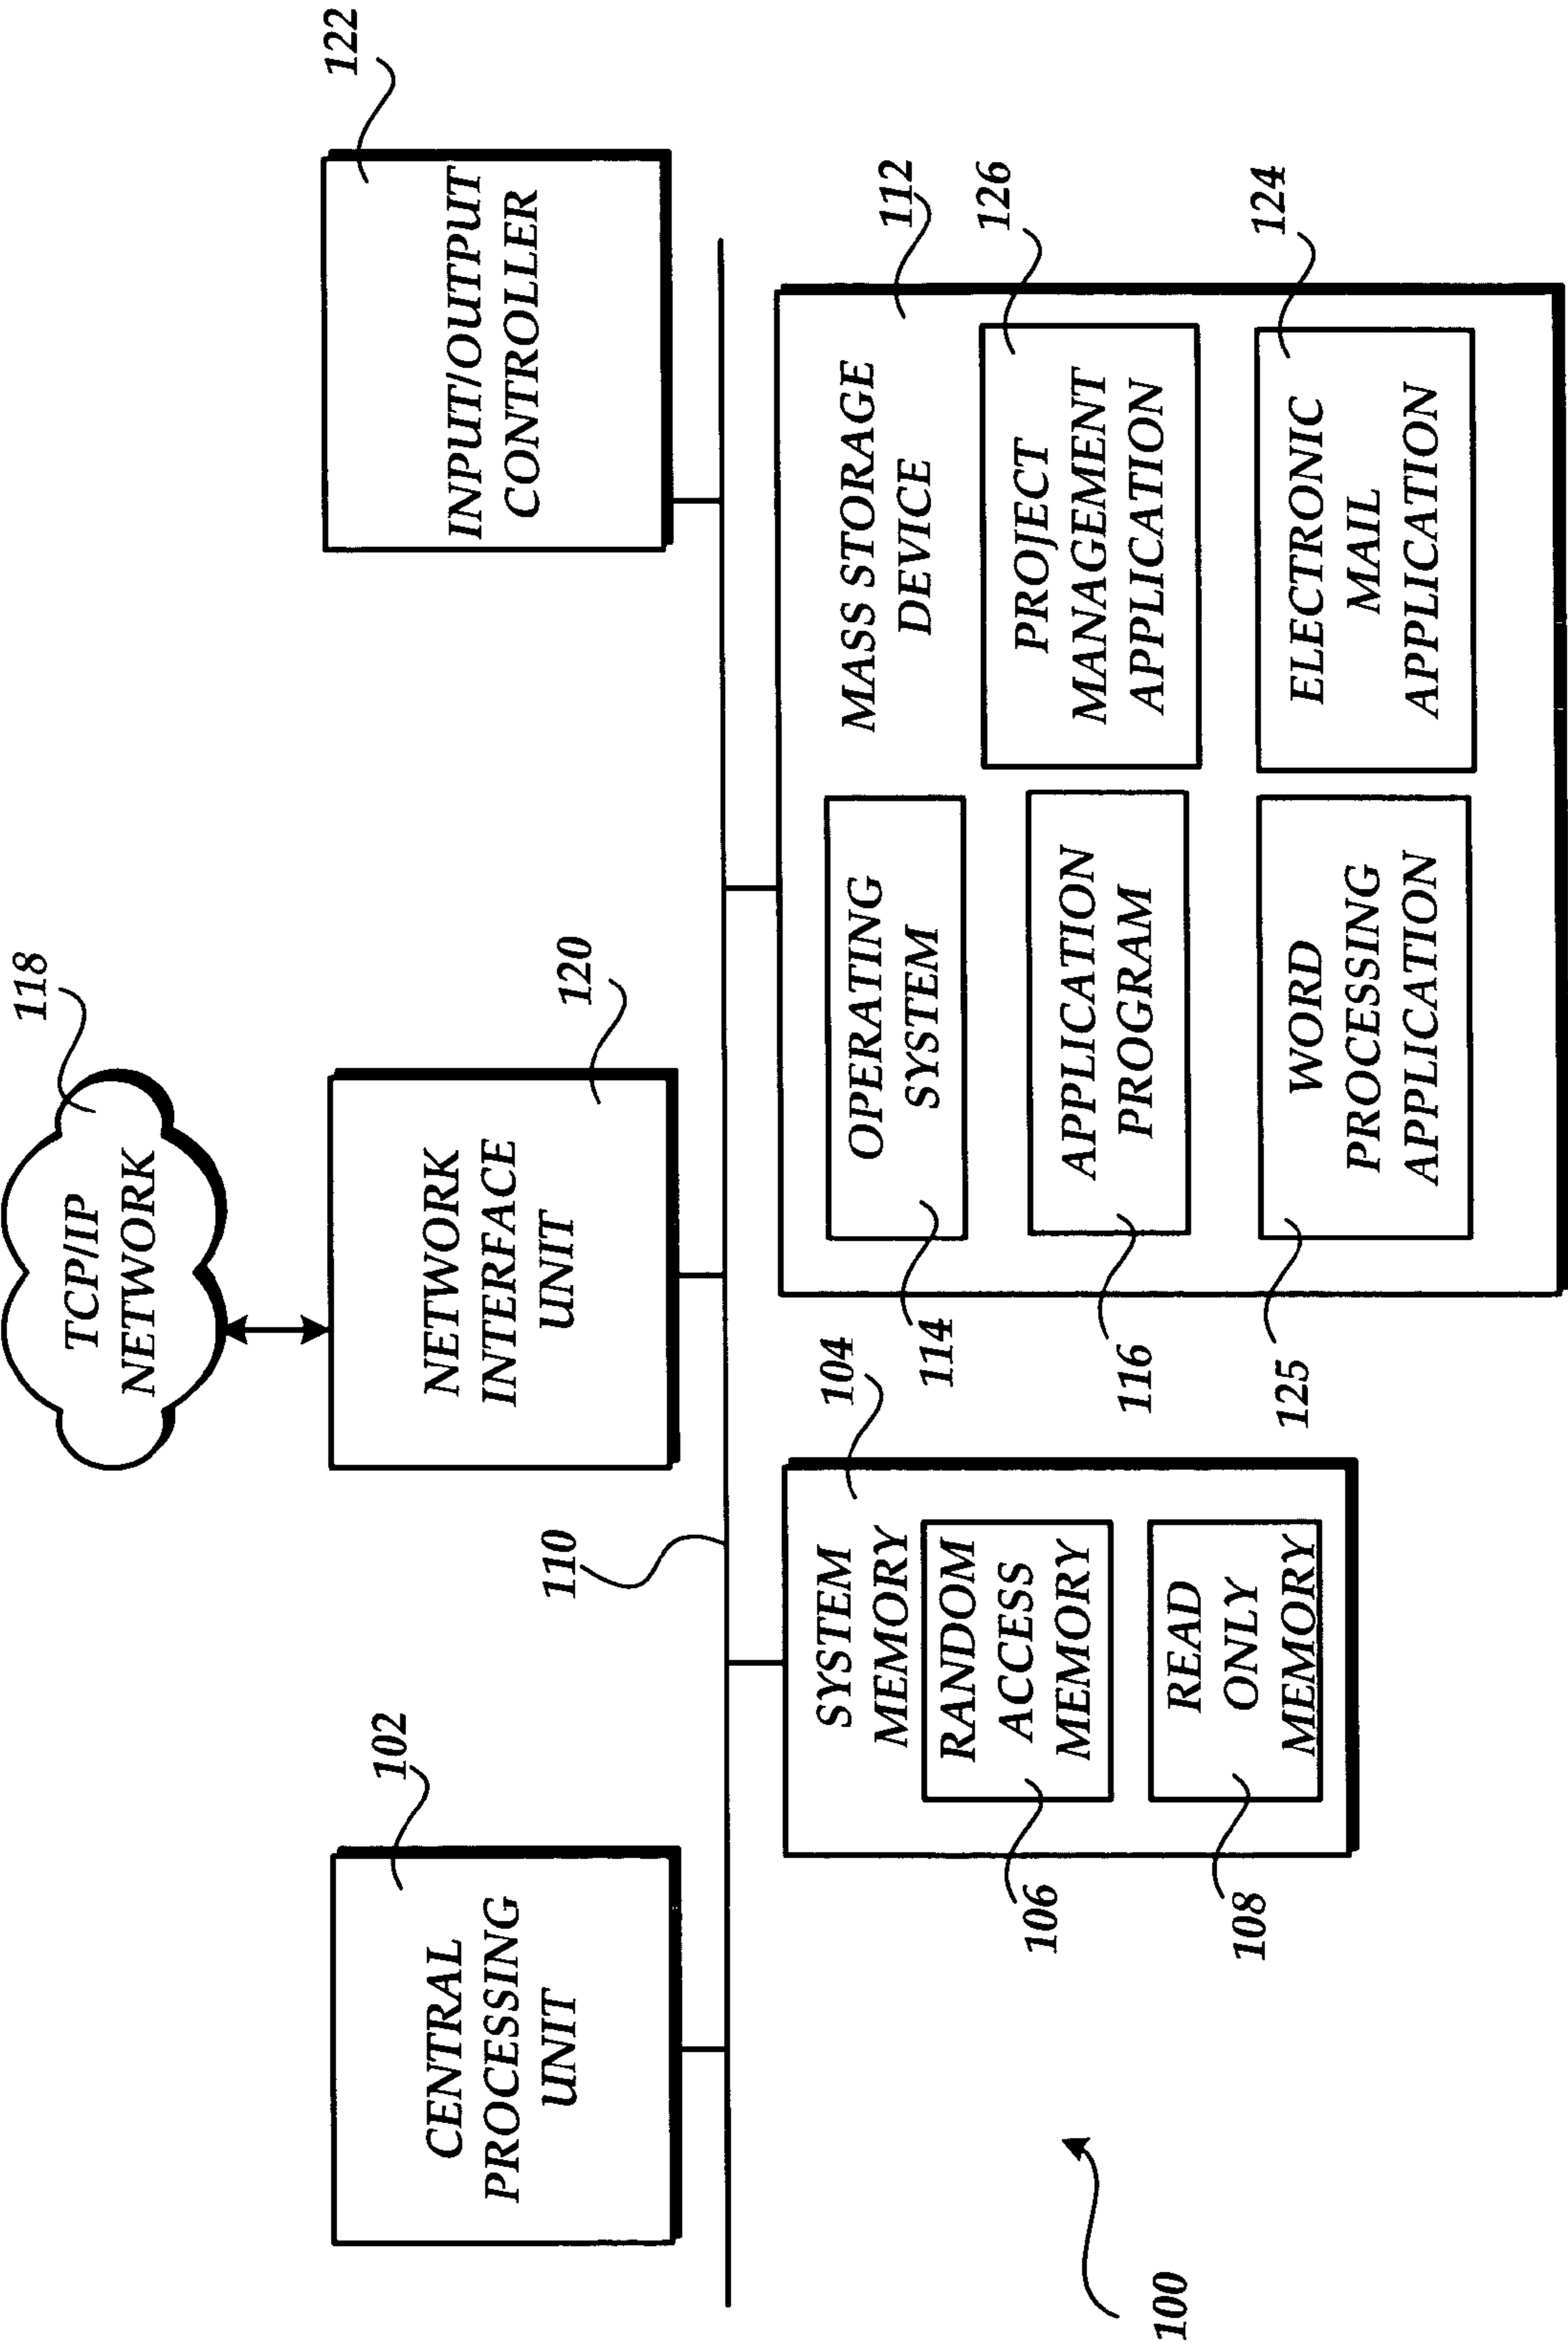 118
TCP/IP
NETWORK
102
CENTRAL
PROCESSING
UNIT
120
NETWORK
INTERFACE
UNIT
122
INPUT/OUTPUT
CONTROLLER
110
104
SYSTEM
MEMORY
RANDOM
ACCESS
MEMORY
106
READ
ONLY
MEMORY
108
112
MASS STORAGE
DEVICE
OPERATING
SYSTEM
114
PROJECT
MANAGEMENT
APPLICATION
126
APPLICATION
PROGRAM
116
WORD
PROCESSING
APPLICATION
125
ELECTRONIC
MAIL
APPLICATION
124
100